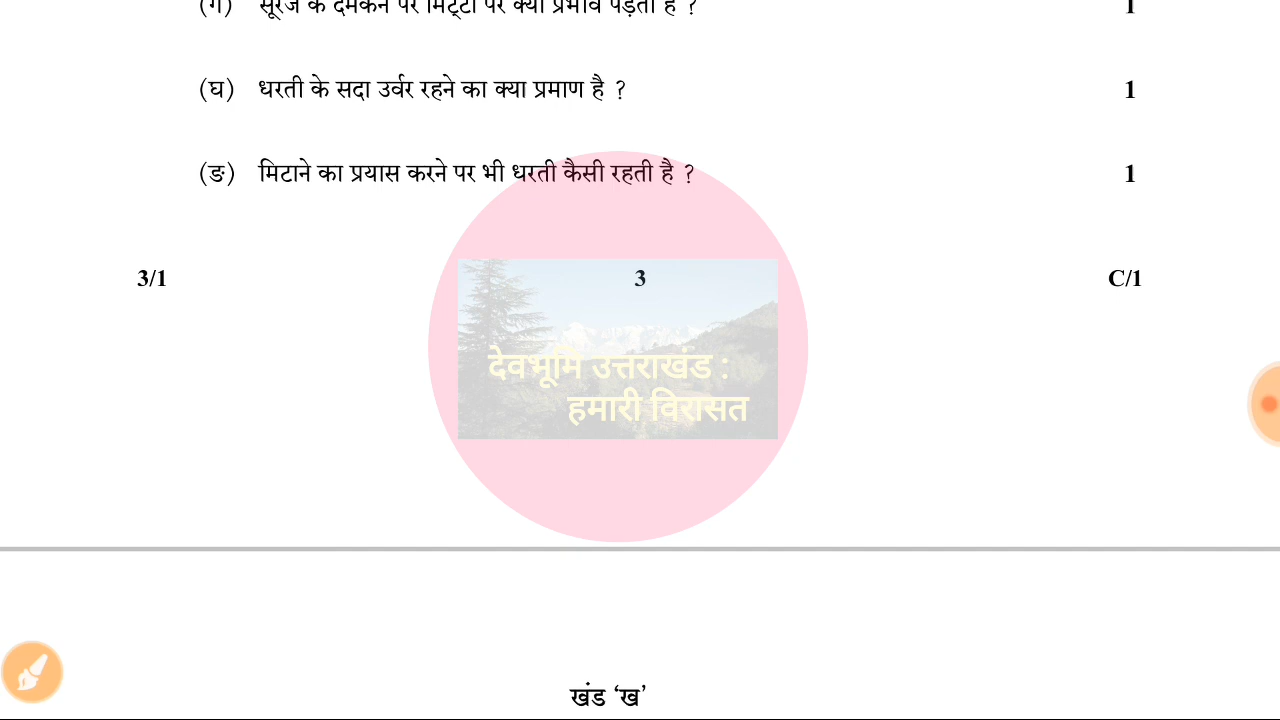 (ग) सूरज के दमकने पर मिट्टी पर क्या प्रभाव पड़ता है ? 1
(घ) धरती के सदा उर्वर रहने का क्या प्रमाण है ? 1
(ङ) मिटाने का प्रयास करने पर भी धरती कैसी रहती है ? 1
3/1 3 C/1
देवभूमि उत्तराखंड :
हमारी विरासत
खंड ‘ख’